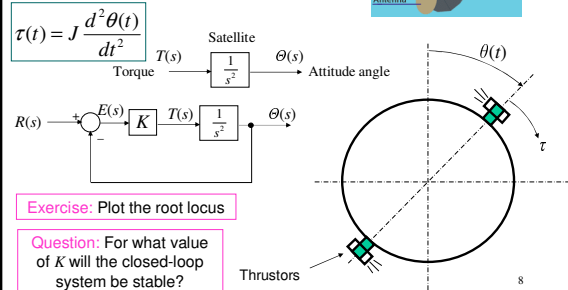 Antenna
τ(t) = J d²θ(t)/dt²
Satellite
T(s)
Θ(s)
Torque
1/s²
Attitude angle
θ(t)
R(s)
+
E(s)
K
T(s)
1/s²
Θ(s)
−
τ
Exercise: Plot the root locus
Question: For what value
of K will the closed-loop
system be stable?
Thrustors
8